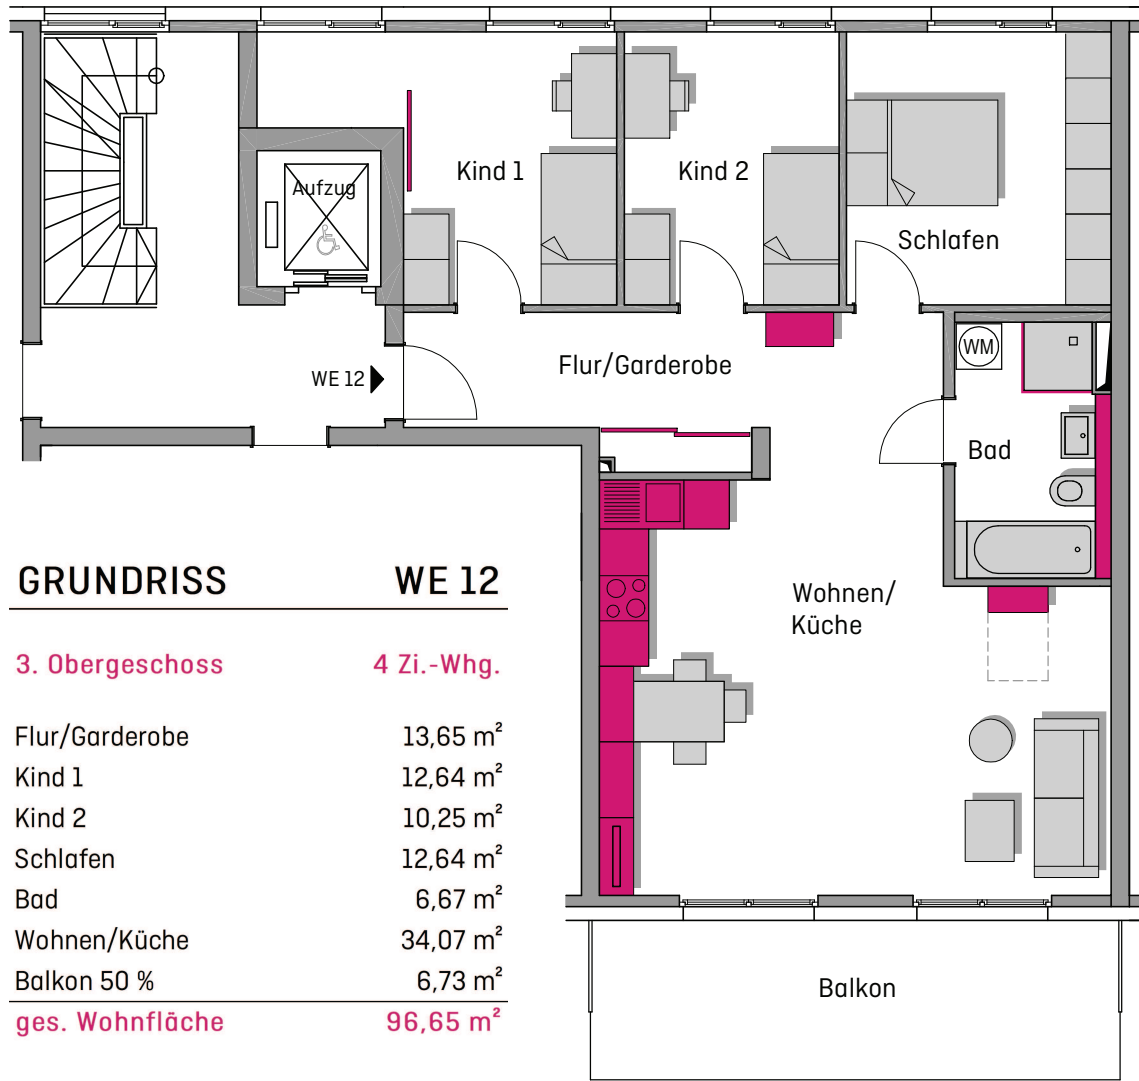 Aufzug
Kind 1
Kind 2
Schlafen
WE 12
Flur/Garderobe
WM
Bad
Wohnen/
Küche
Balkon
GRUNDRISS WE 12
3. Obergeschoss 4 Zi.-Whg.
Flur/Garderobe 13,65 m²
Kind 1 12,64 m²
Kind 2 10,25 m²
Schlafen 12,64 m²
Bad 6,67 m²
Wohnen/Küche 34,07 m²
Balkon 50 % 6,73 m²
ges. Wohnfläche 96,65 m²